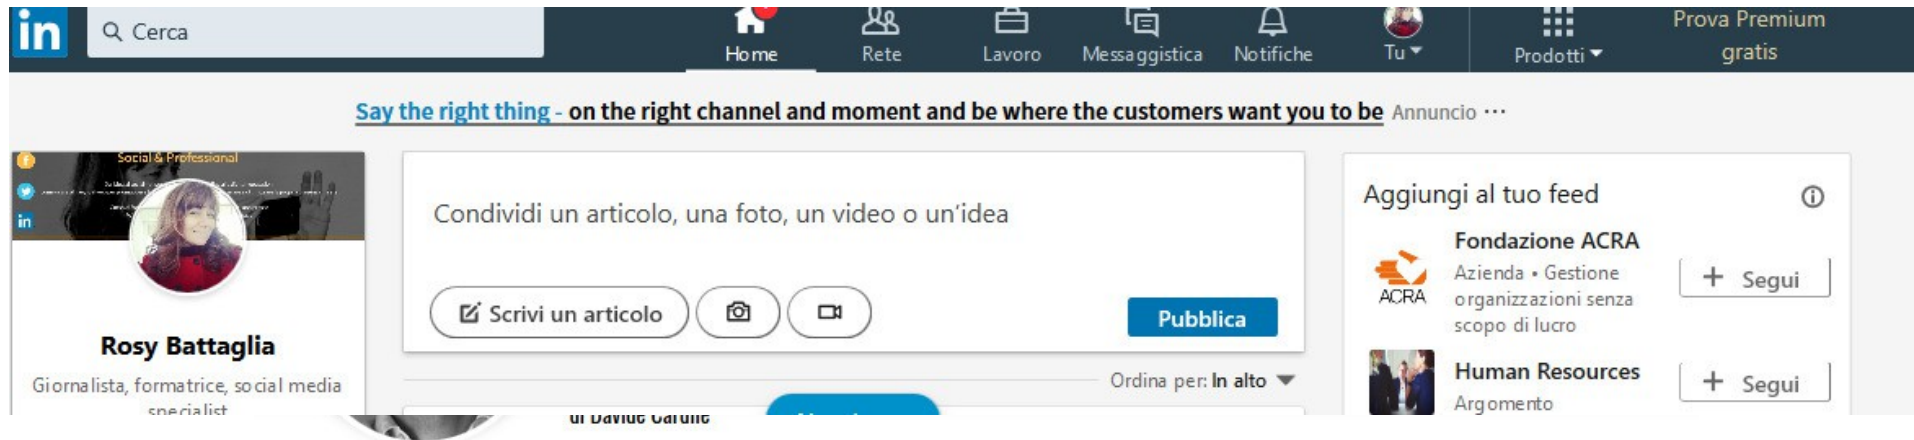 in
Cerca
Home
Rete
Lavoro
Messaggistica
Notifiche
Tu
Prodotti
Prova Premium
gratis
Say the right thing - on the right channel and moment and be where the customers want you to be Annuncio ···
Social & Professional
in
Rosy Battaglia
Giornalista, formatrice, social media
specialist
Condividi un articolo, una foto, un video o un'idea
Scrivi un articolo
Pubblica
Ordina per: In alto
di Davide
Aggiungi al tuo feed
ACRA
Fondazione ACRA
Azienda • Gestione
organizzazioni senza
scopo di lucro
+ Segui
Human Resources
Argomento
+ Segui